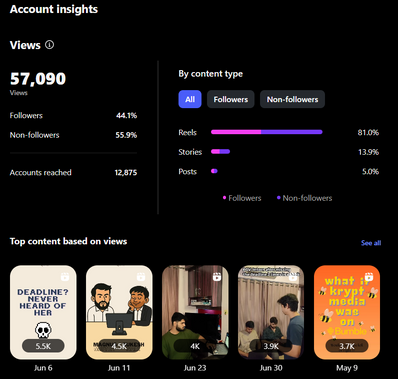 Account insights
Views
57,090
Views
Followers 44.1%
Non-followers 55.9%
Accounts reached 12,875
By content type
All Followers Non-followers
Reels 81.0%
Stories 13.9%
Posts 5.0%
Followers Non-followers
Top content based on views See all
DEADLINE?
NEVER
HEARD OF
HER
5.5K
Jun 6
4.5K
Jun 11
4K
Jun 23
3.9K
Jun 30
what if
krypt
media
was
on
Bumble
3.7K
May 9